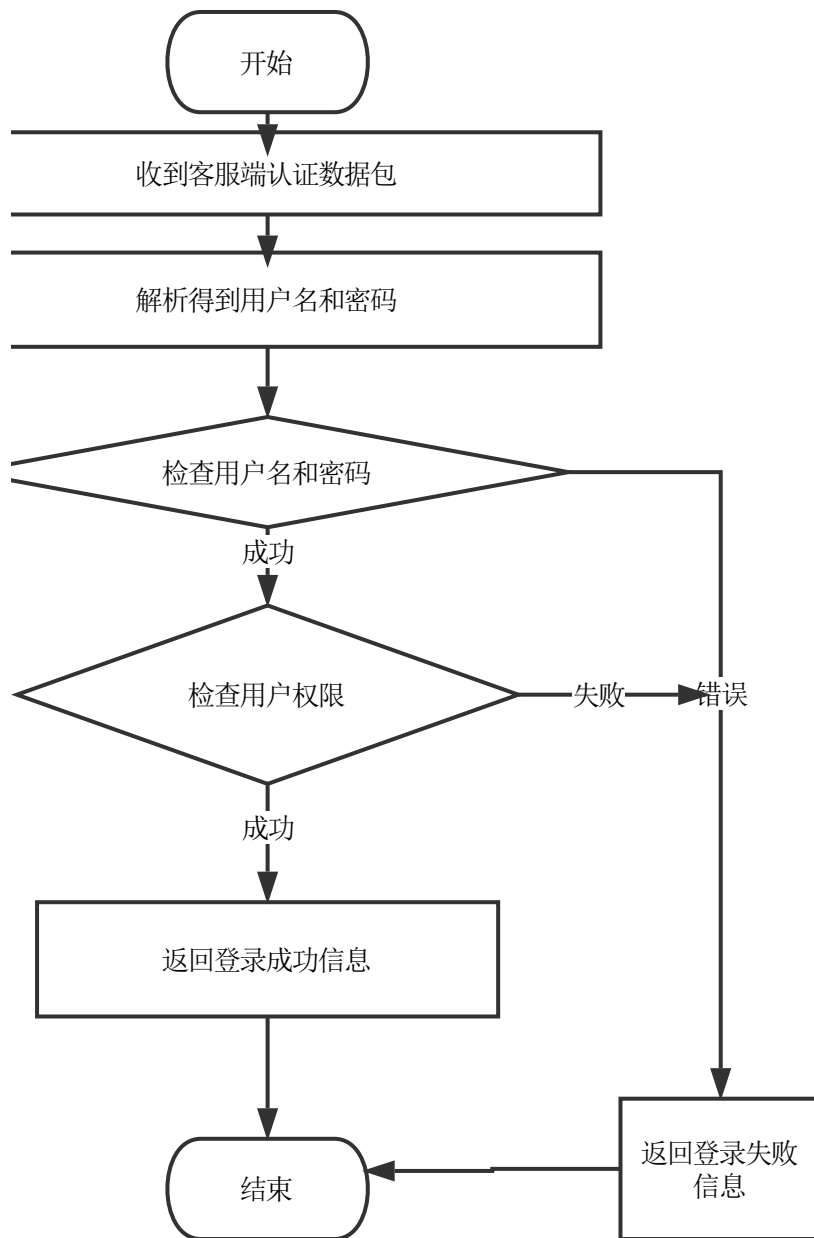 开始
收到客服端认证数据包
解析得到用户名和密码
检查用户名和密码
成功
检查用户权限
失败
错误
成功
返回登录成功信息
返回登录失败
信息
结束